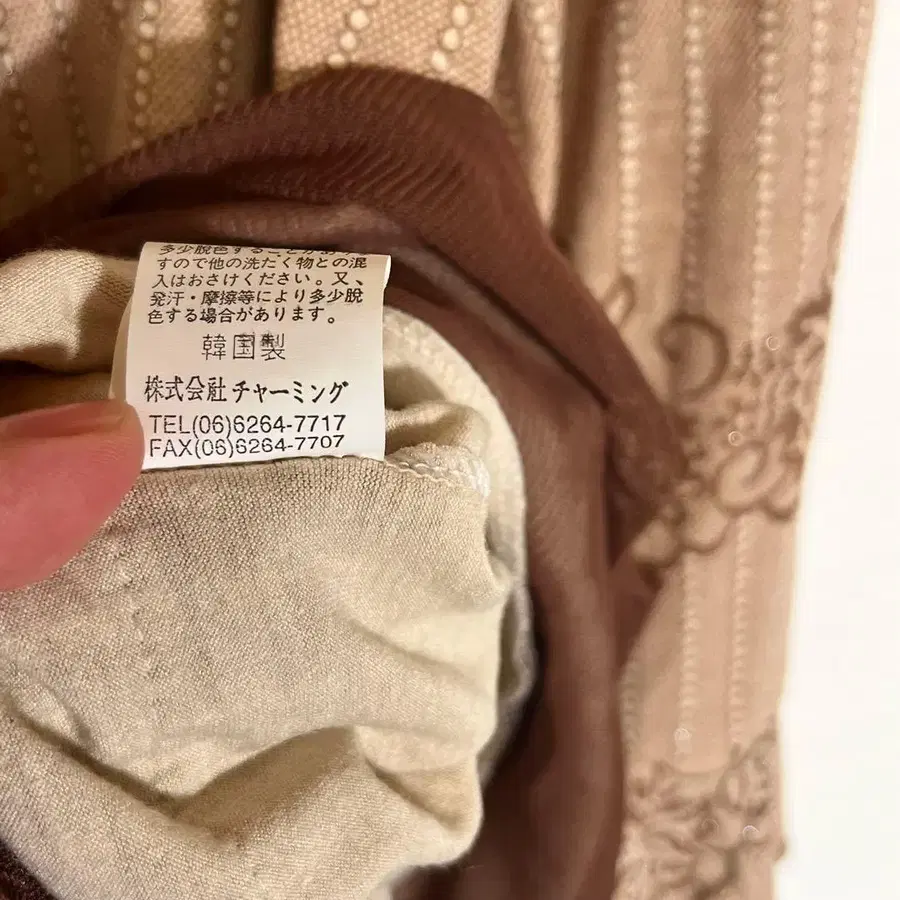 多少脱色することがあ
すので他の洗たく物との混
入はおさけください。又、
発汗・摩擦等により多少脱
色する場合があります。
韓国製
株式会社チャーミング
TEL(06)6264-7717
FAX(06)6264-7707